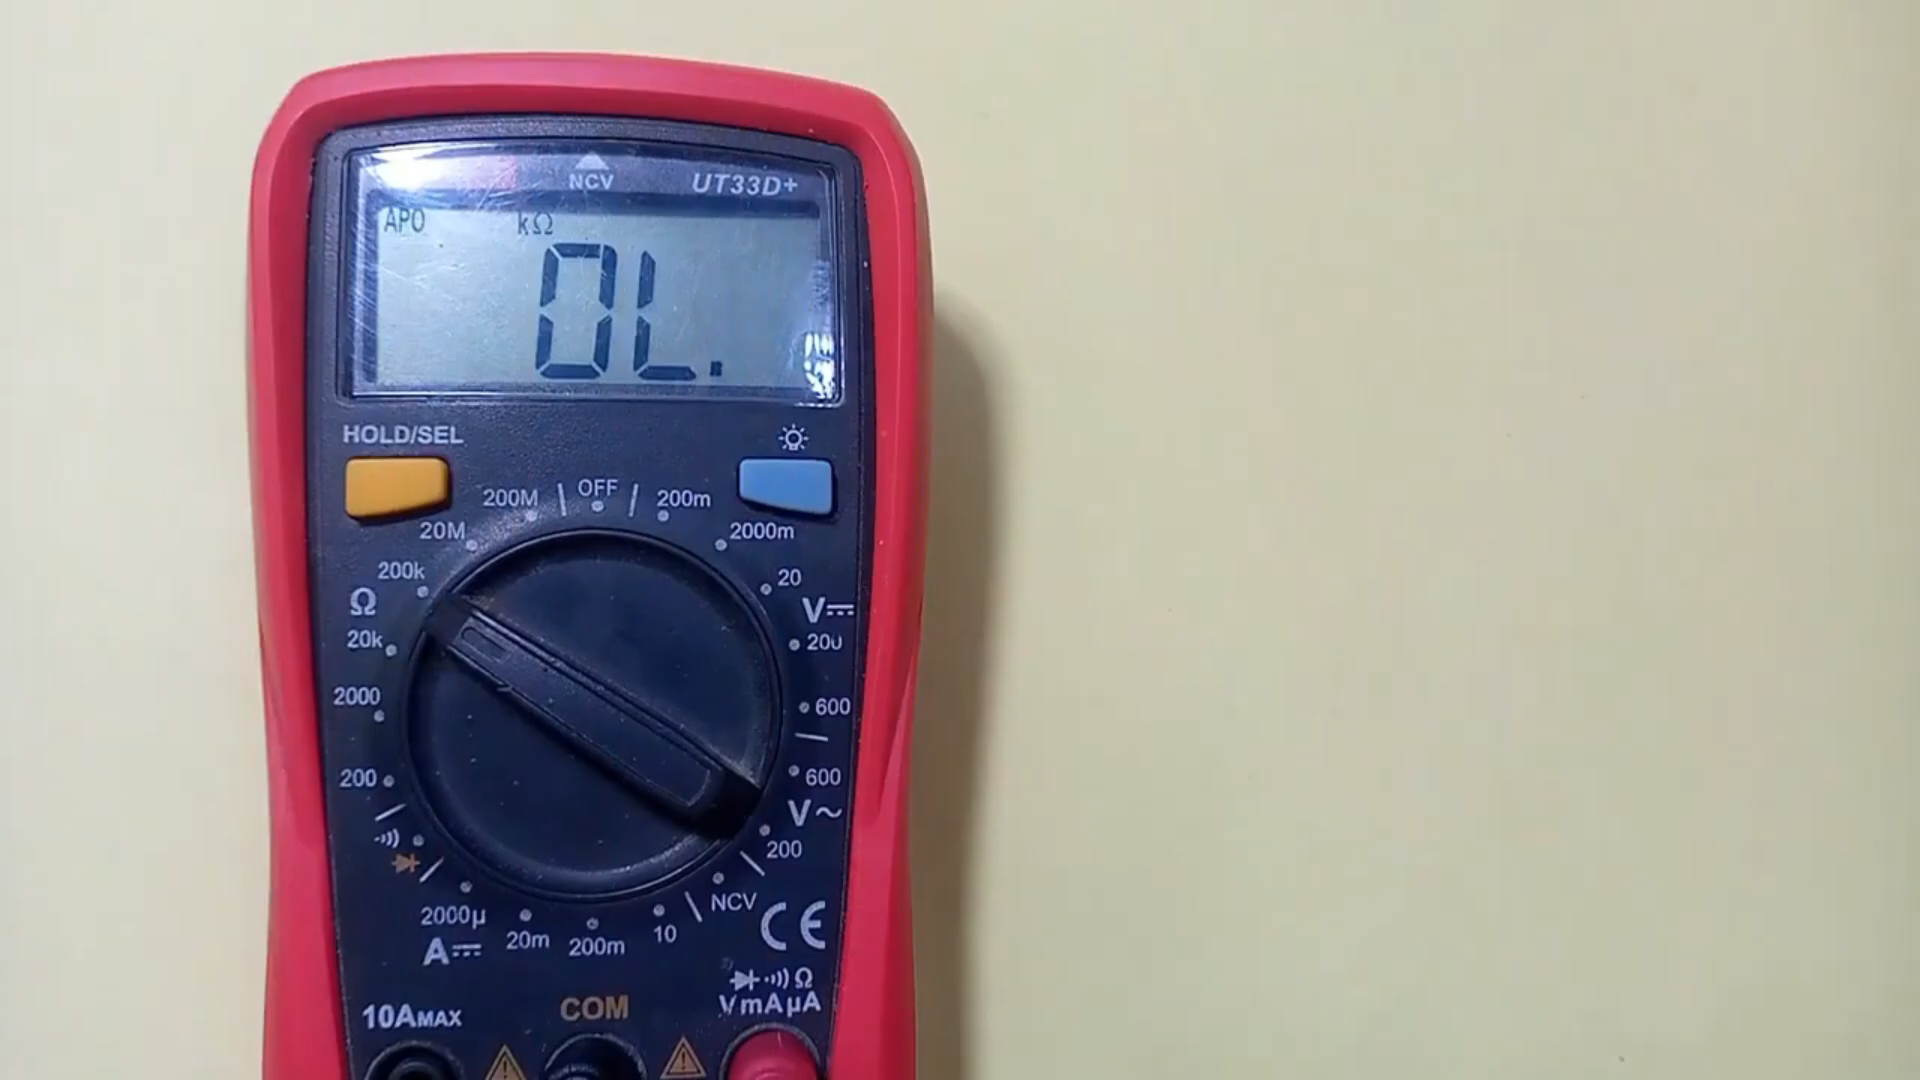 NCV UT33D+
APO kΩ
OL.
HOLD/SEL
200M OFF 200m
20M 2000m
200k 20
Ω V
20k 200
2000 600
200 600
V~
200
2000µ NCV
A 20m 200m 10
CE
Ω
10AMAX COM VmAµA